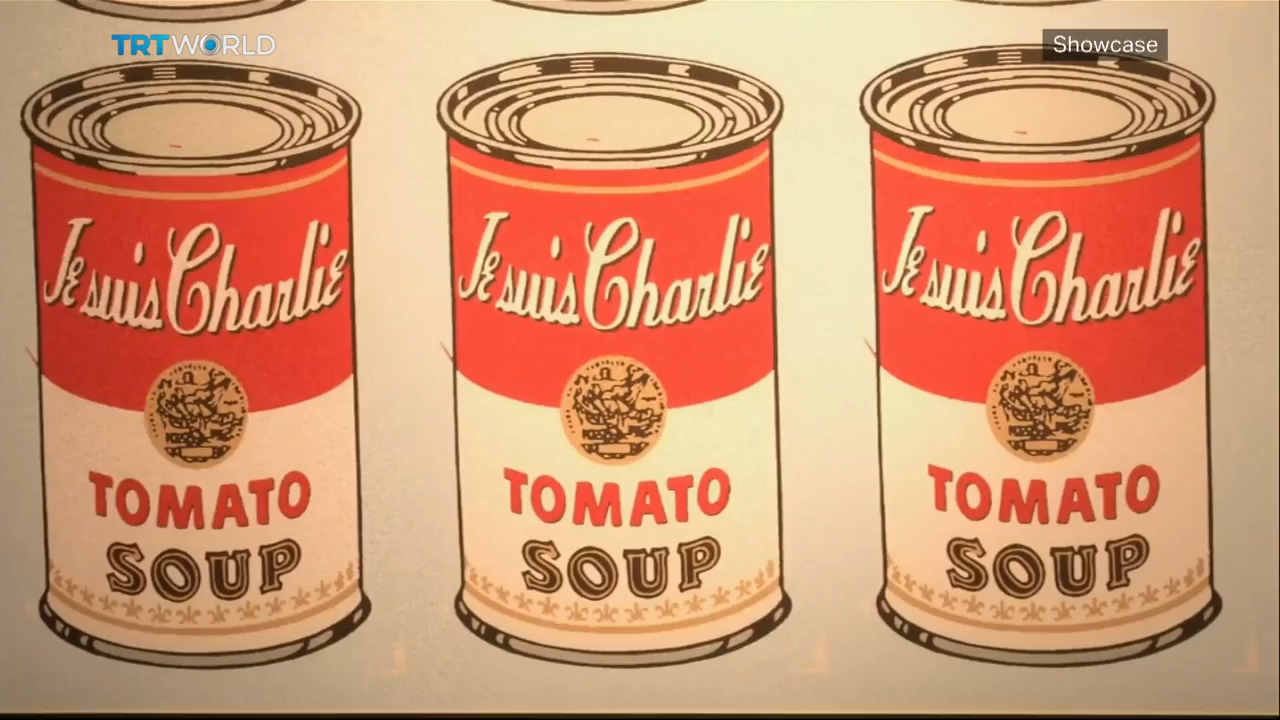 TRT WORLD
Showcase
Je suis Charlie
TOMATO
SOUP
Je suis Charlie
TOMATO
SOUP
Je suis Charlie
TOMATO
SOUP